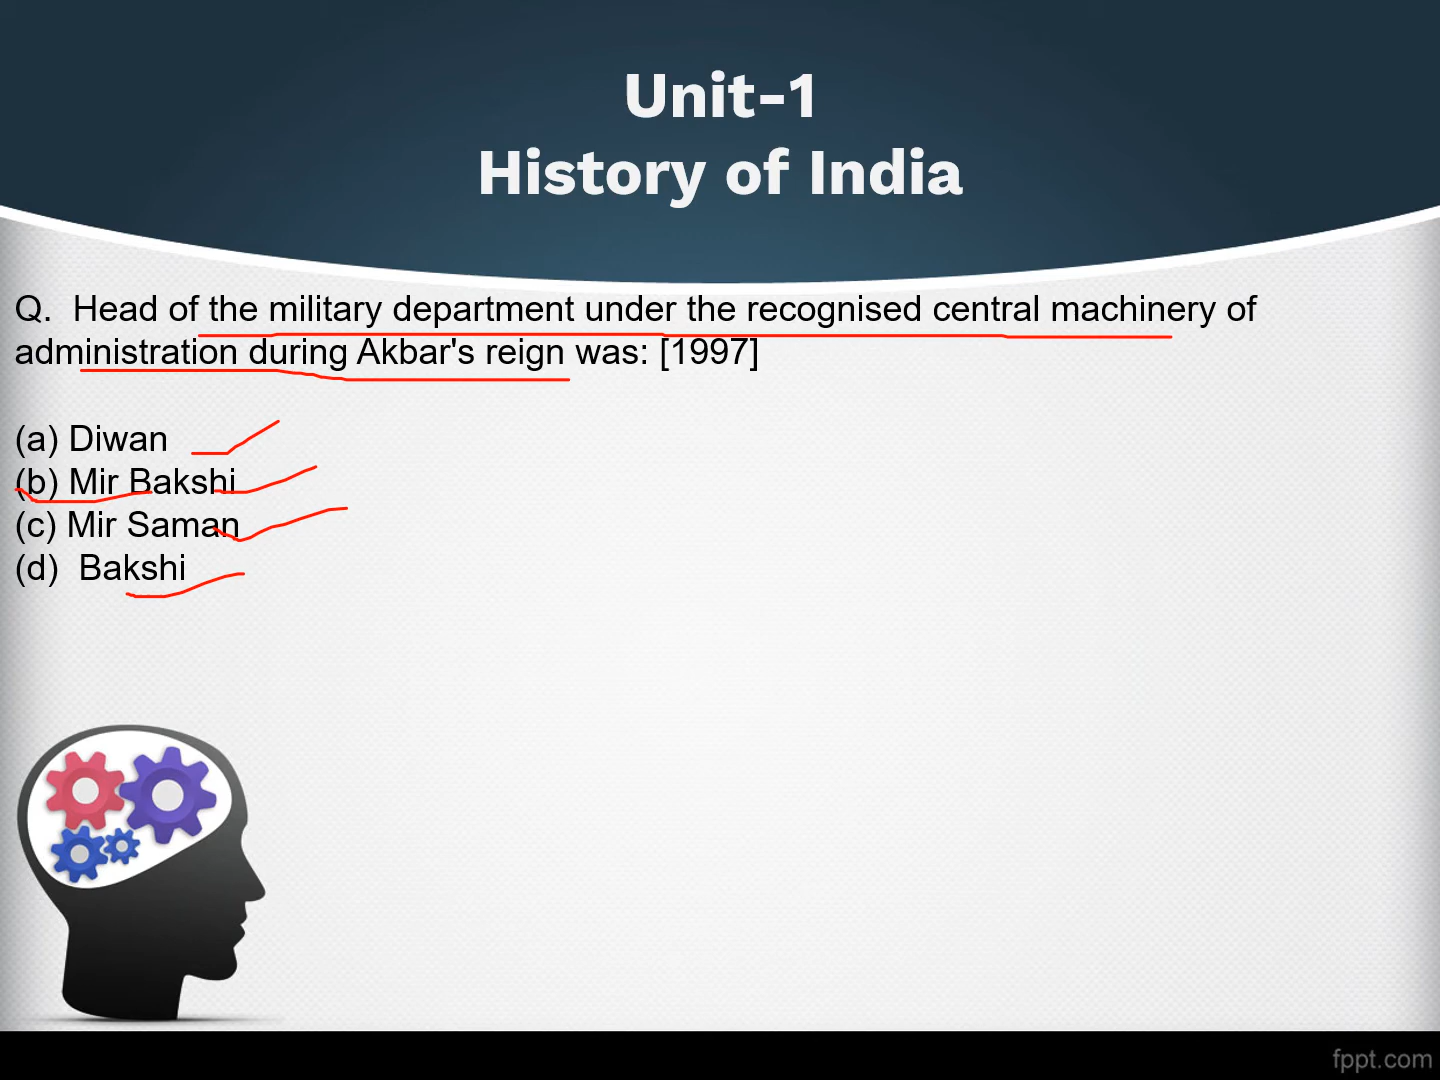 Unit-1
History of India
Q.  Head of the military department under the recognised central machinery of
administration during Akbar's reign was: [1997]
(a) Diwan
(b) Mir Bakshi
(c) Mir Saman
(d)  Bakshi
fppt.com